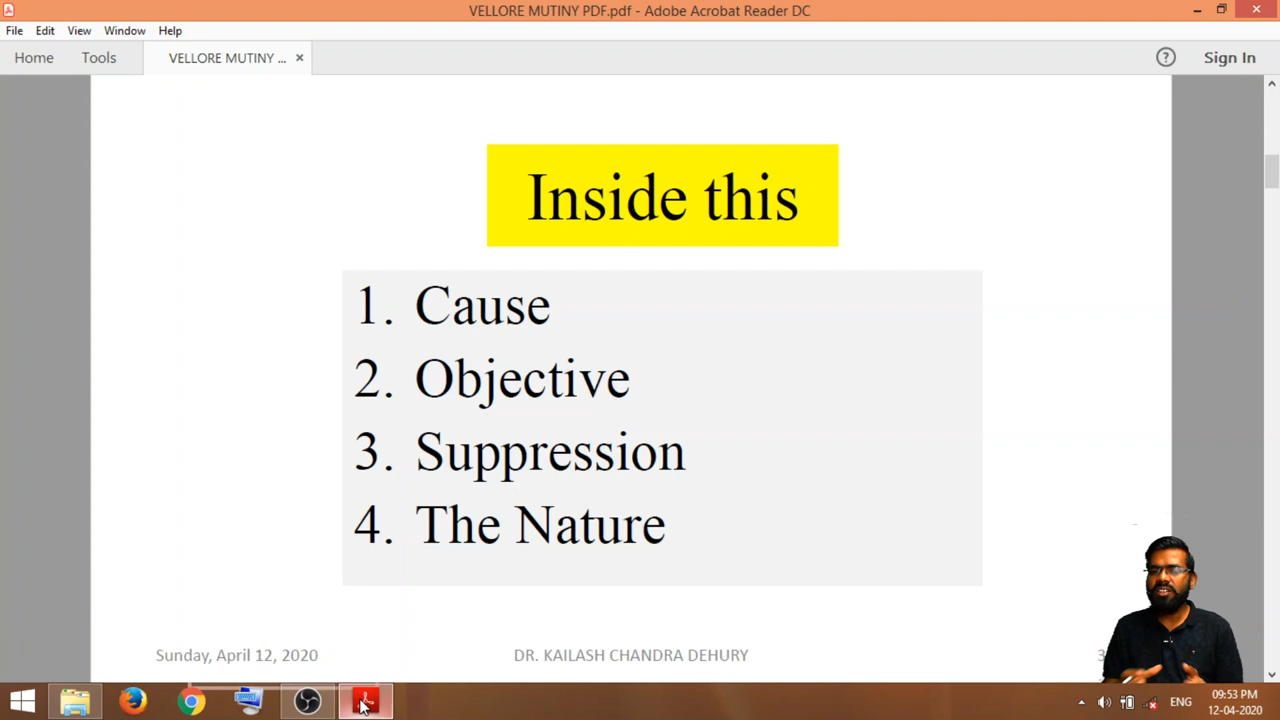 VELLORE MUTINY PDF.pdf - Adobe Acrobat Reader DC
File Edit View Window Help
Home Tools VELLORE MUTINY ... × ? Sign In
Inside this
1. Cause
2. Objective
3. Suppression
4. The Nature
Sunday, April 12, 2020 DR. KAILASH CHANDRA DEHURY 3
ENG 09:53 PM
12-04-2020